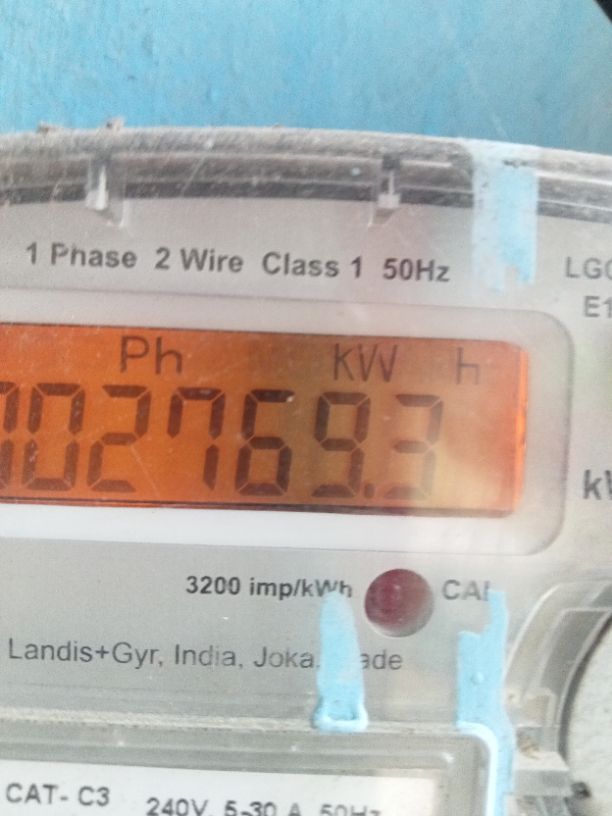 1 Phase 2 Wire Class 1 50Hz
Ph KW h
002769.3
3200 imp/kWh
Landis+Gyr, India, Joka
CAT- C3
240V, 5-30 A, 50Hz